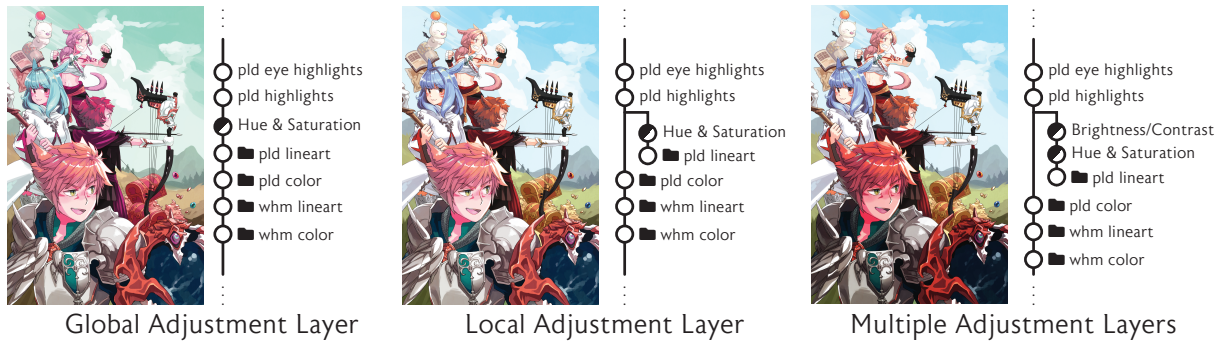 pld eye highlights
pld highlights
Hue & Saturation
pld lineart
pld color
whm lineart
whm color
Global Adjustment Layer
pld eye highlights
pld highlights
Hue & Saturation
pld lineart
pld color
whm lineart
whm color
Local Adjustment Layer
pld eye highlights
pld highlights
Brightness/Contrast
Hue & Saturation
pld lineart
pld color
whm lineart
whm color
Multiple Adjustment Layers